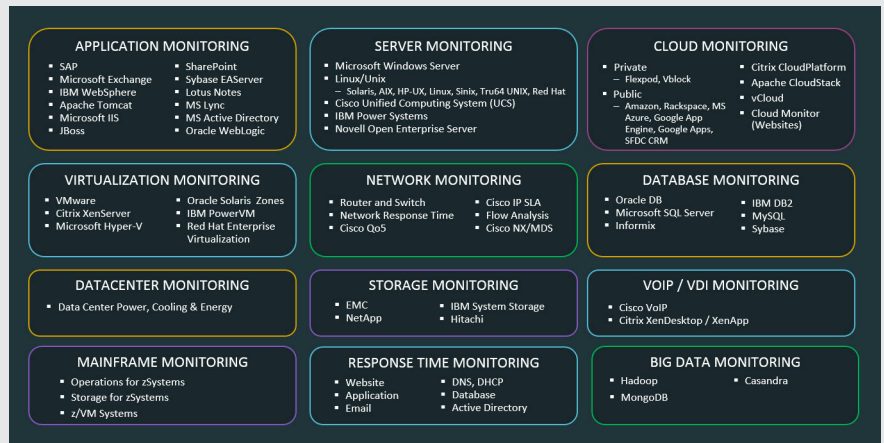 APPLICATION MONITORING
▪ SAP
▪ Microsoft Exchange
▪ IBM WebSphere
▪ Apache Tomcat
▪ Microsoft IIS
▪ JBoss
▪ SharePoint
▪ Sybase EAServer
▪ Lotus Notes
▪ MS Lync
▪ MS Active Directory
▪ Oracle WebLogic
SERVER MONITORING
▪ Microsoft Windows Server
▪ Linux/Unix
– Solaris, AIX, HP-UX, Linux, Sinix, Tru64 UNIX, Red Hat
▪ Cisco Unified Computing System (UCS)
▪ IBM Power Systems
▪ Novell Open Enterprise Server
CLOUD MONITORING
▪ Private
– Flexpod, Vblock
▪ Public
– Amazon, Rackspace, MS
Azure, Google App
Engine, Google Apps,
SFDC CRM
▪ Citrix CloudPlatform
▪ Apache CloudStack
▪ vCloud
▪ Cloud Monitor
(Websites)
VIRTUALIZATION MONITORING
▪ VMware
▪ Citrix XenServer
▪ Microsoft Hyper-V
▪ Oracle Solaris Zones
▪ IBM PowerVM
▪ Red Hat Enterprise
Virtualization
NETWORK MONITORING
▪ Router and Switch
▪ Network Response Time
▪ Cisco Qo5
▪ Cisco IP SLA
▪ Flow Analysis
▪ Cisco NX/MDS
DATABASE MONITORING
▪ Oracle DB
▪ Microsoft SQL Server
▪ Informix
▪ IBM DB2
▪ MySQL
▪ Sybase
DATACENTER MONITORING
▪ Data Center Power, Cooling & Energy
STORAGE MONITORING
▪ EMC
▪ NetApp
▪ IBM System Storage
▪ Hitachi
VOIP / VDI MONITORING
▪ Cisco VoIP
▪ Citrix XenDesktop / XenApp
MAINFRAME MONITORING
▪ Operations for zSystems
▪ Storage for zSystems
▪ z/VM Systems
RESPONSE TIME MONITORING
▪ Website
▪ Application
▪ Email
▪ DNS, DHCP
▪ Database
▪ Active Directory
BIG DATA MONITORING
▪ Hadoop
▪ MongoDB
▪ Casandra